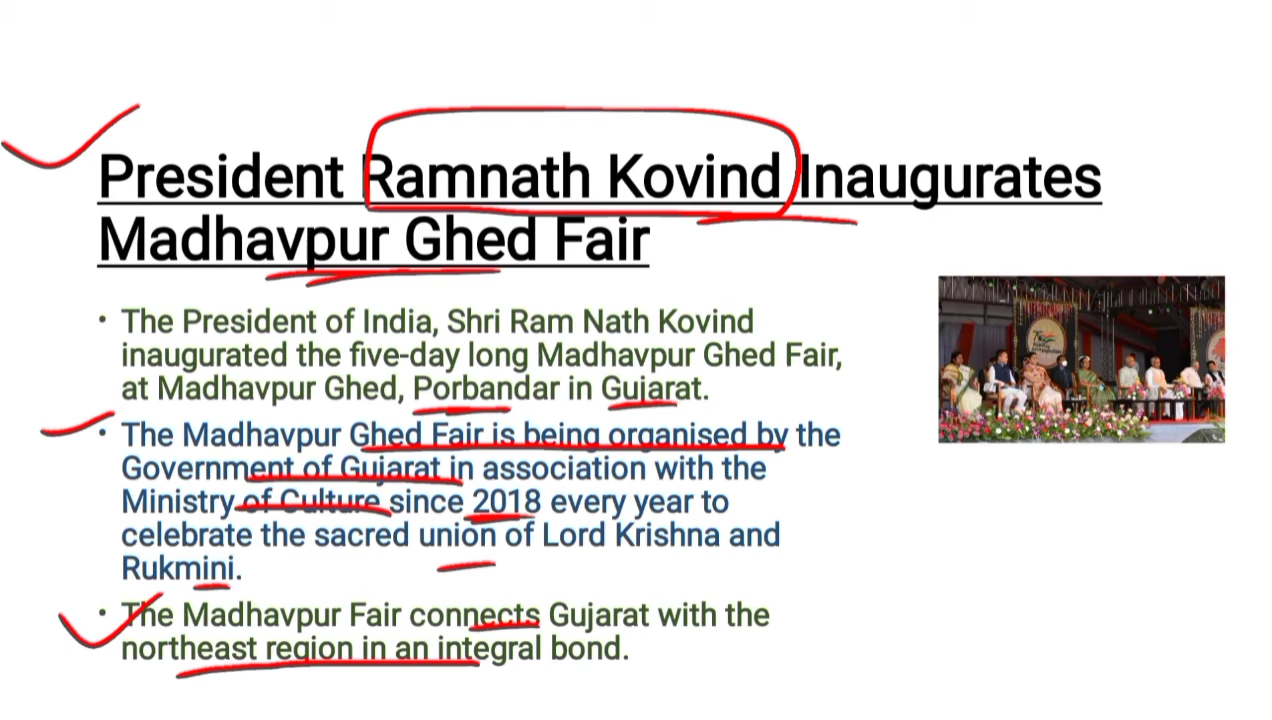 President Ramnath Kovind Inaugurates
Madhavpur Ghed Fair
• The President of India, Shri Ram Nath Kovind
inaugurated the five-day long Madhavpur Ghed Fair,
at Madhavpur Ghed, Porbandar in Gujarat.
• The Madhavpur Ghed Fair is being organised by the
Government of Gujarat in association with the
Ministry of Culture since 2018 every year to
celebrate the sacred union of Lord Krishna and
Rukmini.
• The Madhavpur Fair connects Gujarat with the
northeast region in an integral bond.